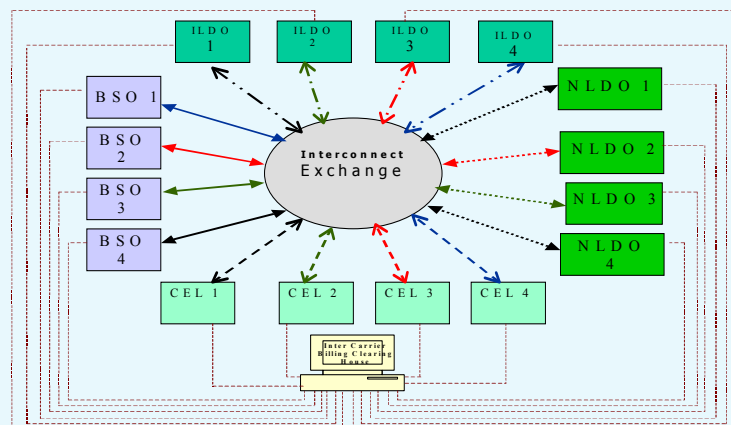 ILDO
1
ILDO
2
ILDO
3
ILDO
4
BSO 1
BSO
2
BSO
3
BSO
4
Interconnect
Exchange
NLDO 1
NLDO 2
NLDO 3
NLDO
4
CEL 1
CEL 2
CEL 3
CEL 4
Inter Carrier
Billing Clearing
House